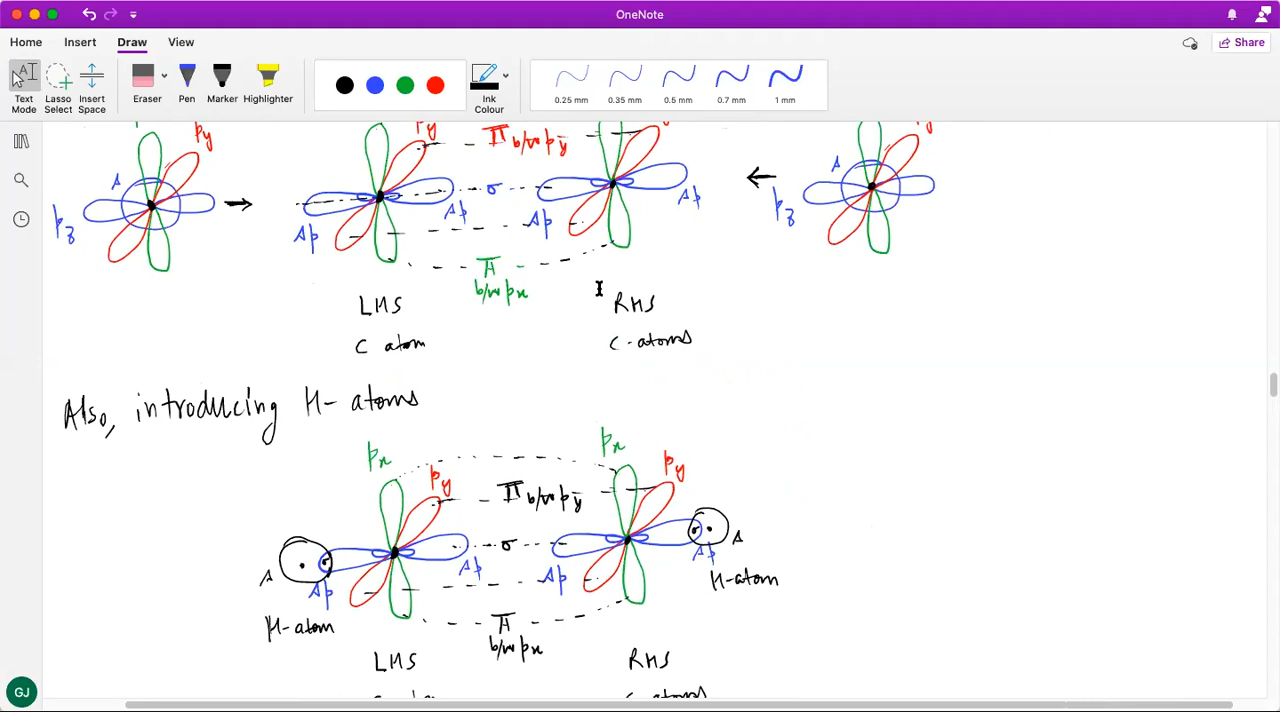 OneNote
Home Insert Draw View
Share
Text Mode
Lasso Select
Insert Space
Eraser
Pen
Marker
Highlighter
Ink Colour
0.25 mm
0.35 mm
0.5 mm
0.7 mm
1 mm
py
py
π b/w py
s
pz
sp
sp
σ
sp
sp
s
pz
π
b/w px
LHS
C atom
RHS
C-atoms
Also, introducing H-atoms
px
px
py
π b/w py
py
s
σ
sp
sp
H-atom
σ
sp
σ
s
sp
H-atom
π
b/w px
LHS
RHS
GJ